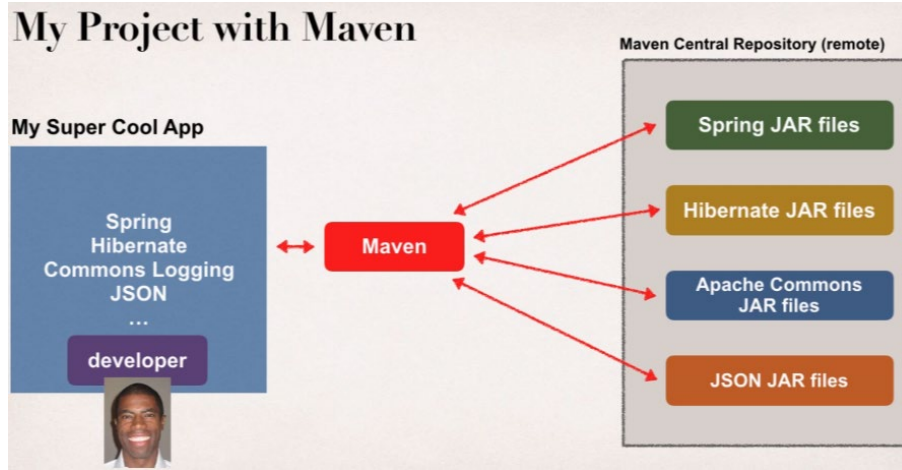 My Project with Maven
Maven Central Repository (remote)
My Super Cool App
Spring
Hibernate
Commons Logging
JSON
...
developer
Maven
Spring JAR files
Hibernate JAR files
Apache Commons
JAR files
JSON JAR files